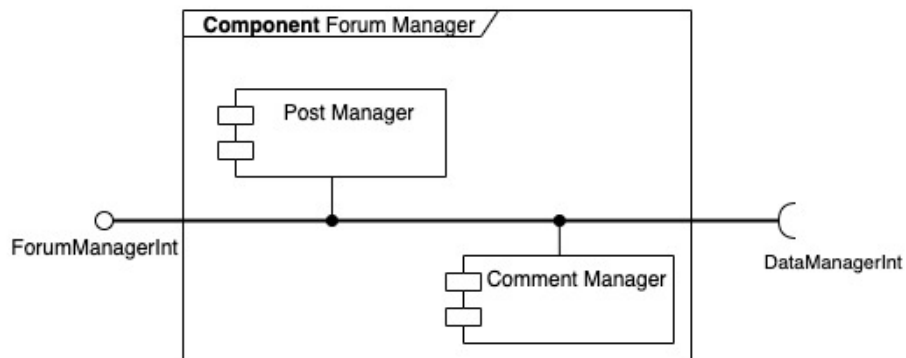 Component Forum Manager
Post Manager
ForumManagerInt
Comment Manager
DataManagerInt